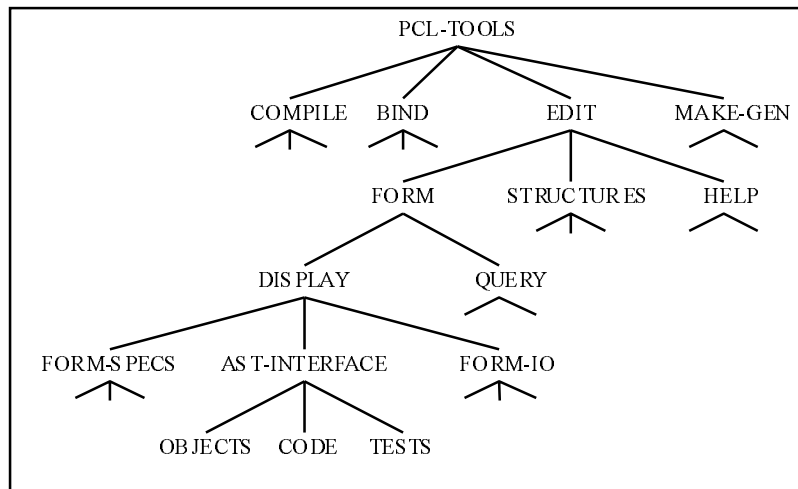 PCL-TOOLS
COMPILE BIND EDIT MAKE-GEN
FORM STRUCTURES HELP
DISPLAY QUERY
FORM-SPECS AST-INTERFACE FORM-IO
OBJECTS CODE TESTS